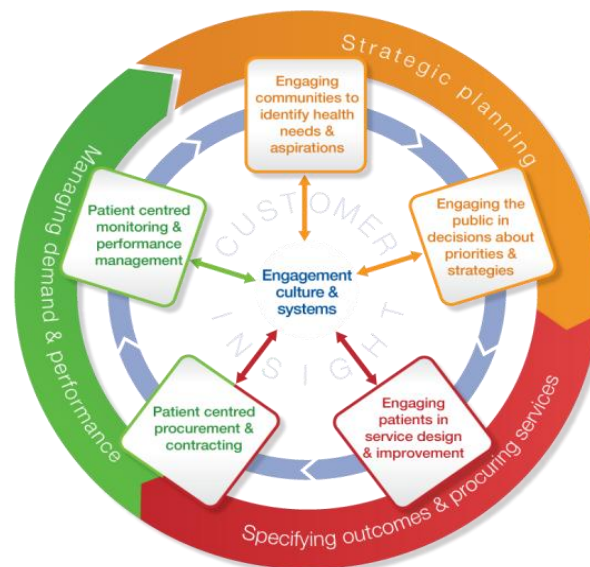 Strategic planning
Engaging
communities to
identify health
needs &
aspirations
Engaging the
public in
decisions about
priorities &
strategies
Patient centred
monitoring &
performance
management
CUSTOMER
INSIGHT
Engagement
culture &
systems
Patient centred
procurement &
contracting
Engaging
patients in
service design
& improvement
Managing demand & performance
Specifying outcomes & procuring services